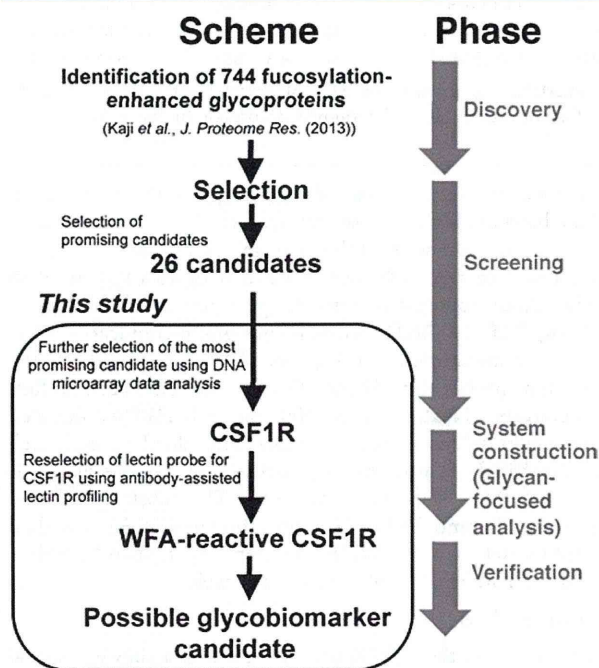 Scheme
Phase
Identification of 744 fucosylation-
enhanced glycoproteins
(Kaji et al., J. Proteome Res. (2013))
Discovery
Selection
Selection of
promising candidates
26 candidates
Screening
This study
Further selection of the most
promising candidate using DNA
microarray data analysis
CSF1R
System
construction
(Glycan-
focused
analysis)
Reselection of lectin probe for
CSF1R using antibody-assisted
lectin profiling
WFA-reactive CSF1R
Verification
Possible glycobiomarker
candidate